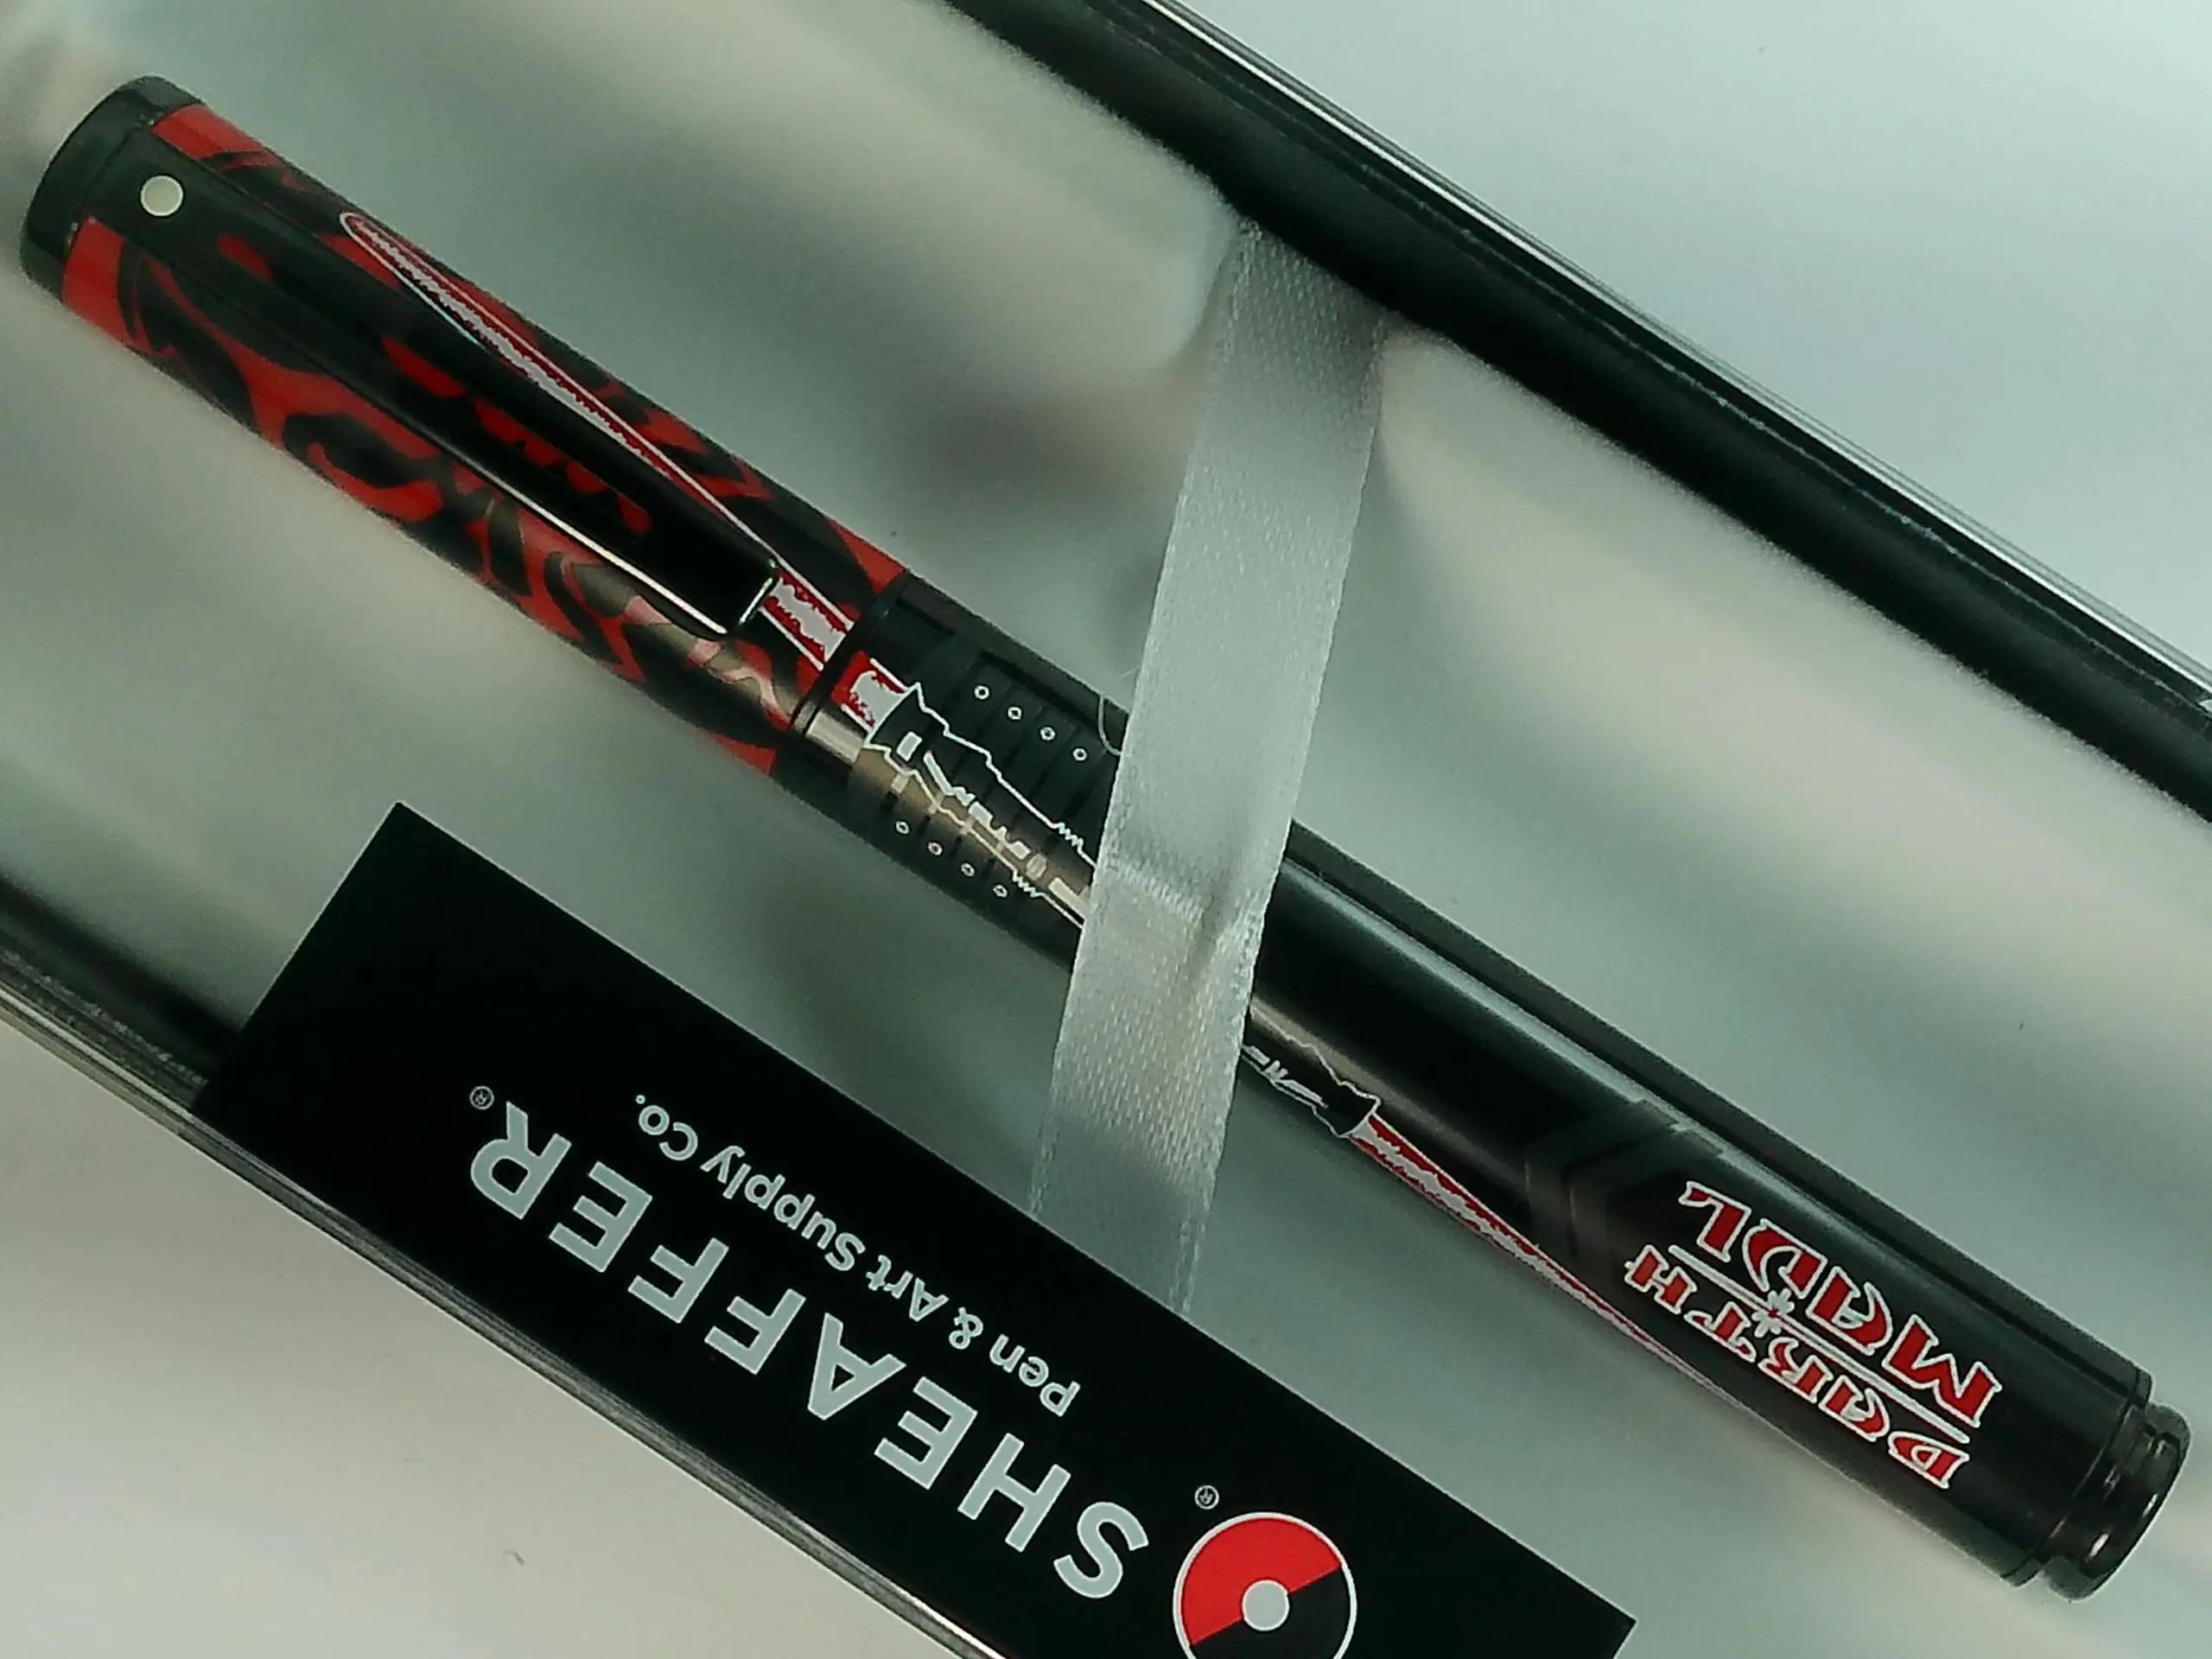 SHEAFFER®
Pen & Art Supply Co.
®
DARTH
MAUL